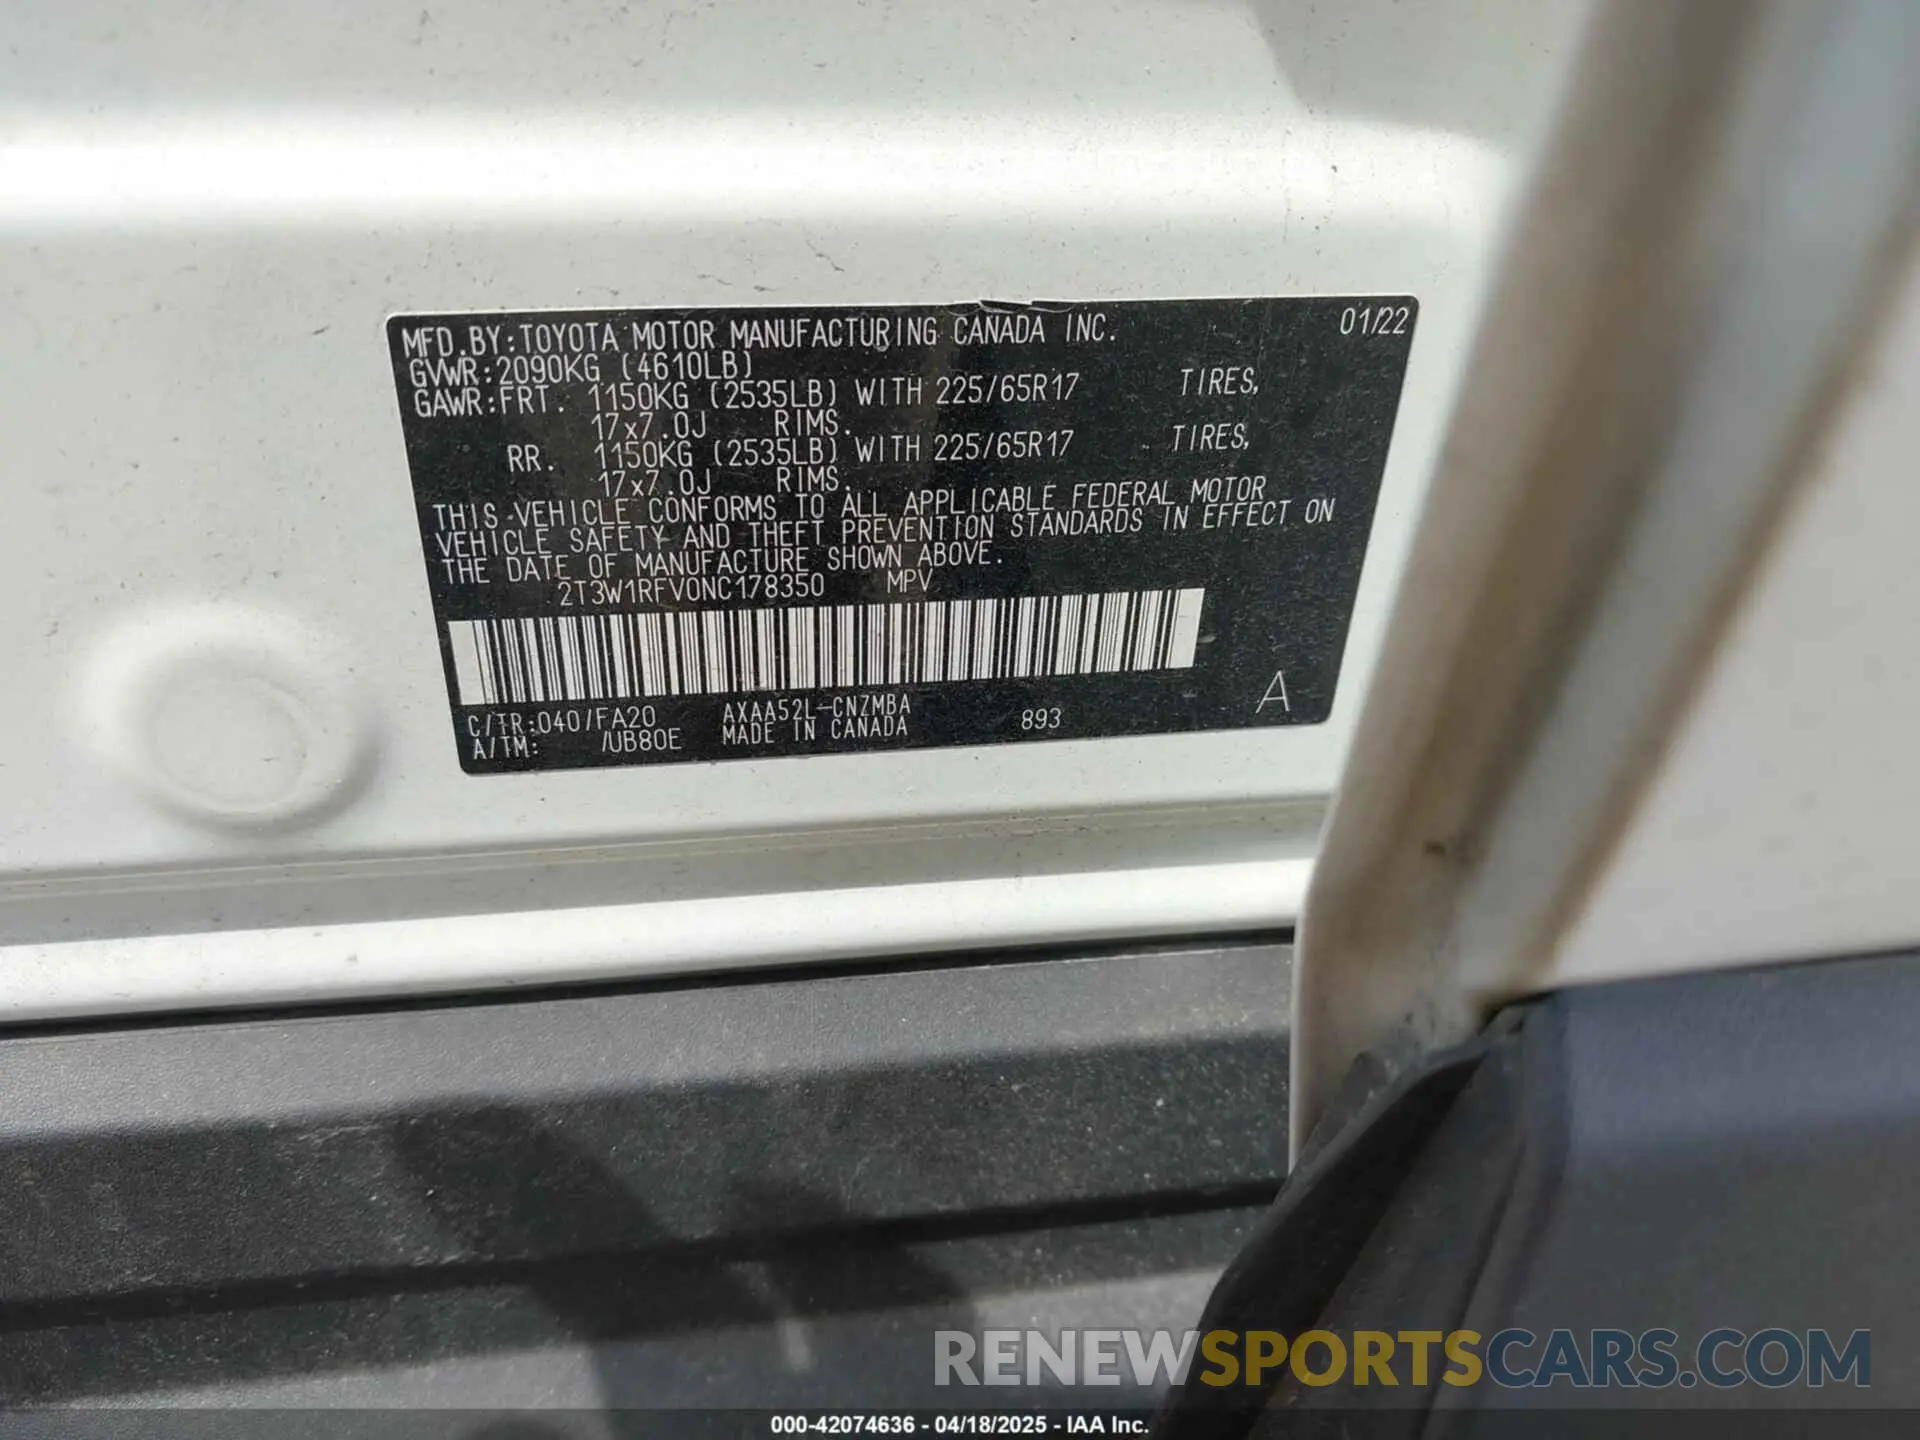 MFD.BY:TOYOTA MOTOR MANUFACTURING CANADA INC. 01/22
GVWR:2090KG (4610LB)
GAWR:FRT. 1150KG (2535LB) WITH 225/65R17 TIRES,
17x7.0J RIMS.
RR. 1150KG (2535LB) WITH 225/65R17 TIRES,
17x7.0J RIMS.
THIS VEHICLE CONFORMS TO ALL APPLICABLE FEDERAL MOTOR
VEHICLE SAFETY AND THEFT PREVENTION STANDARDS IN EFFECT ON
THE DATE OF MANUFACTURE SHOWN ABOVE.
2T3W1RFV0NC178350 MPV
C/TR:040/FA20 AXAA52L-CNZMBA 893 A
A/TM: /UB80E MADE IN CANADA
RENEWSPORTSCARS.COM
000-42074636 - 04/18/2025 - IAA Inc.